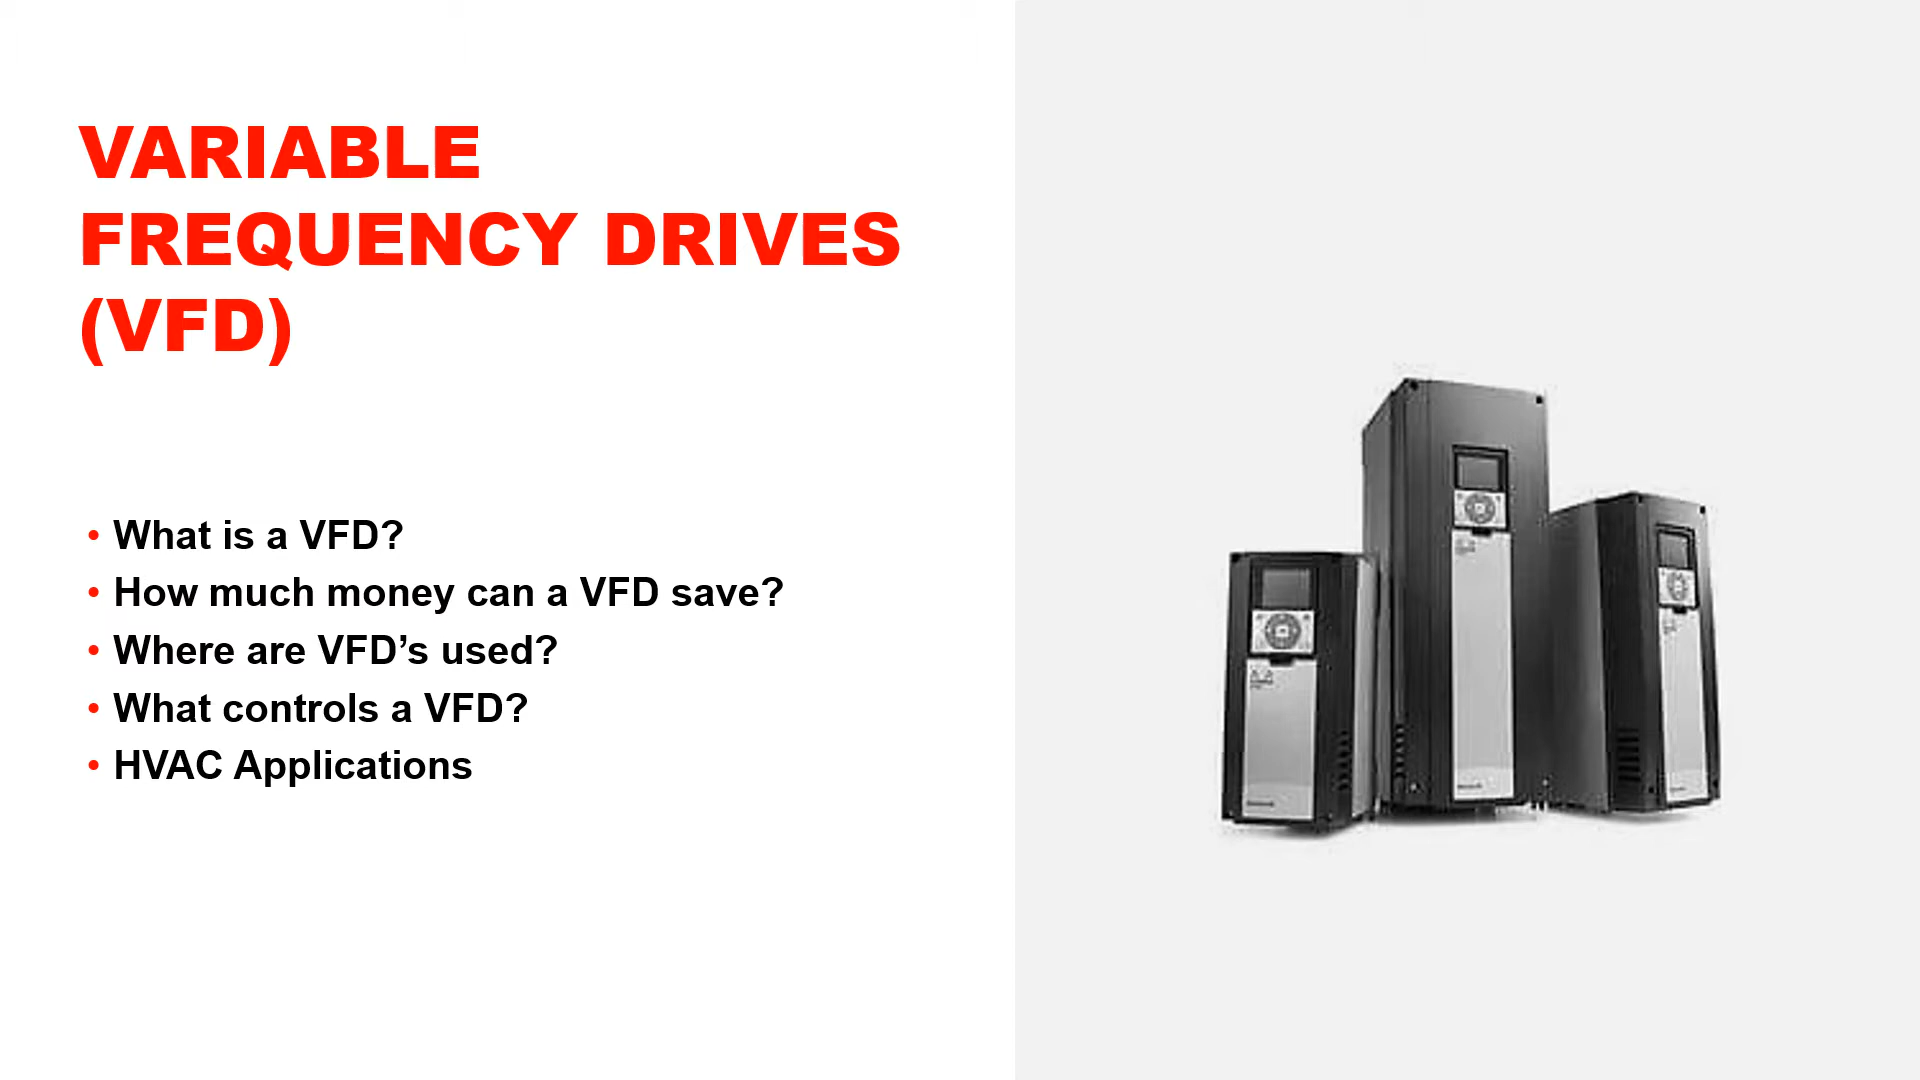 VARIABLE
FREQUENCY DRIVES
(VFD)
• What is a VFD?
• How much money can a VFD save?
• Where are VFD’s used?
• What controls a VFD?
• HVAC Applications